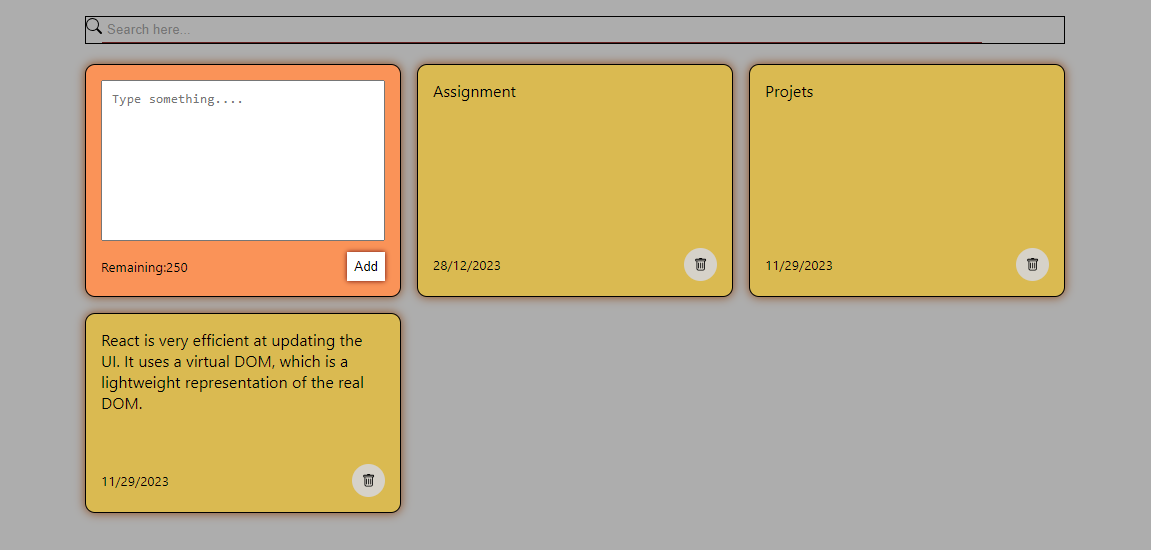 Search here...
Type something....
Remaining:250
Add
Assignment
28/12/2023
Projets
11/29/2023
React is very efficient at updating the
UI. It uses a virtual DOM, which is a
lightweight representation of the real
DOM.
11/29/2023